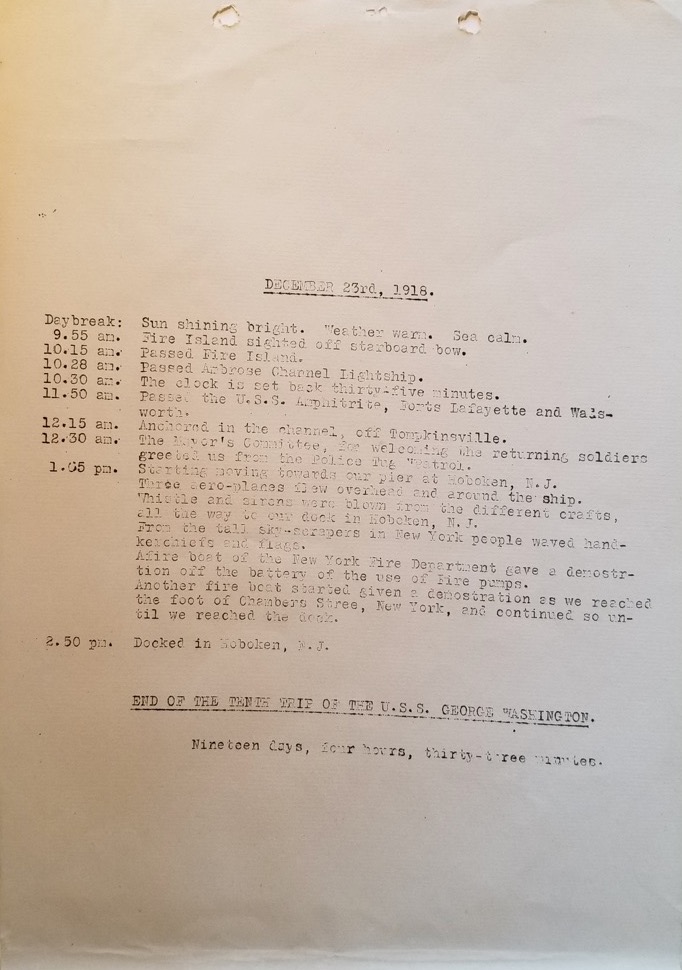 DECEMBER 23rd, 1918.
Daybreak: Sun shining bright. Weather warm. Sea calm.
9.55 am. Fire Island sighted off starboard bow.
10.15 am. Passed Fire Island.
10.28 am. Passed Ambrose Channel Lightship.
10.30 am. The clock is set back thirty-five minutes.
11.50 am. Passed the U.S.S. Amphitrite, Forts Lafayette and Wals-
worth.
12.15 am. Anchored in the channel, off Tompkinsville.
12.30 am. The Mayor's Committee, for welcoming the returning soldiers
greeted us from the Police Tug "Patrol.
1.05 pm. Starting moving towards our pier at Hoboken, N.J.
Three aero-planes flew overhead and around the ship.
Whistle and sirens were blown from the different crafts,
all the way to our dock in Hoboken, N.J.
From the tall sky-scrapers in New York people waved hand-
kerchiefs and flags.
Afire boat of the New York Fire Department gave a demostr-
tion off the battery of the use of Fire pumps.
Another fire boat started given a demostration as we reached
the foot of Chambers Stree, New York, and continued so un-
til we reached the dock.
2.50 pm. Docked in Hoboken, N.J.
END OF THE TENTH TRIP OF THE U.S.S. GEORGE WASHINGTON.
Nineteen days, four hours, thirty-three minutes.